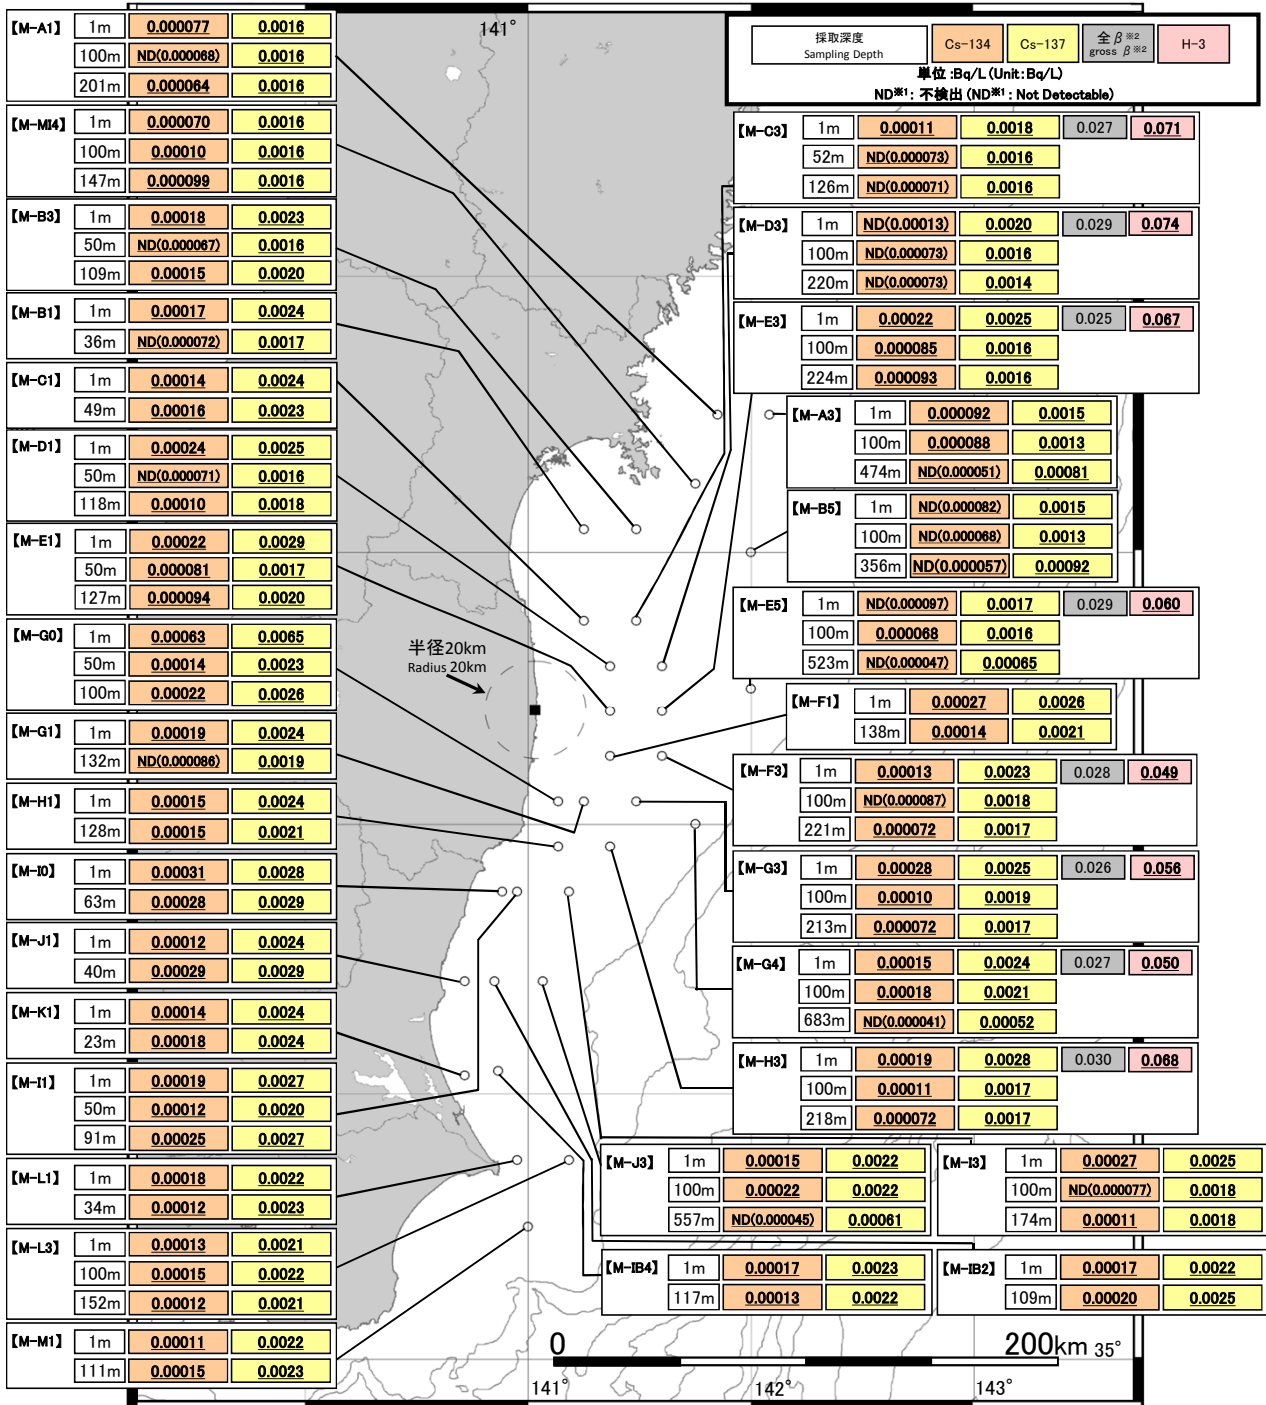 141°
採取深度
Sampling Depth
Cs-134
Cs-137
全β※2
gross β※2
H-3
単位:Bq/L (Unit:Bq/L)
ND※1: 不検出 (ND※1: Not Detectable)
【M-A1】 1m 0.000077 0.0016
100m ND(0.000068) 0.0016
201m 0.000064 0.0016
【M-MI4】 1m 0.000070 0.0016
100m 0.00010 0.0016
147m 0.000099 0.0016
【M-B3】 1m 0.00018 0.0023
50m ND(0.000067) 0.0016
109m 0.00015 0.0020
【M-B1】 1m 0.00017 0.0024
36m ND(0.000072) 0.0017
【M-C1】 1m 0.00014 0.0024
49m 0.00016 0.0023
【M-D1】 1m 0.00024 0.0025
50m ND(0.000071) 0.0016
118m 0.00010 0.0018
【M-E1】 1m 0.00022 0.0029
50m 0.000081 0.0017
127m 0.000094 0.0020
【M-G0】 1m 0.00063 0.0065
50m 0.00014 0.0023
100m 0.00022 0.0026
【M-G1】 1m 0.00019 0.0024
132m ND(0.000086) 0.0019
【M-H1】 1m 0.00015 0.0024
128m 0.00015 0.0021
【M-I0】 1m 0.00031 0.0028
63m 0.00028 0.0029
【M-J1】 1m 0.00012 0.0024
40m 0.00029 0.0029
【M-K1】 1m 0.00014 0.0024
23m 0.00018 0.0024
【M-I1】 1m 0.00019 0.0027
50m 0.00012 0.0020
91m 0.00025 0.0027
【M-L1】 1m 0.00018 0.0022
34m 0.00012 0.0023
【M-L3】 1m 0.00013 0.0021
100m 0.00015 0.0022
152m 0.00012 0.0021
【M-M1】 1m 0.00011 0.0022
111m 0.00015 0.0023
半径20km
Radius 20km
【M-C3】 1m 0.00011 0.0018 0.027 0.071
52m ND(0.000073) 0.0016
126m ND(0.000071) 0.0016
【M-D3】 1m ND(0.00013) 0.0020 0.029 0.074
100m ND(0.000073) 0.0016
220m ND(0.000073) 0.0014
【M-E3】 1m 0.00022 0.0025 0.025 0.067
100m 0.000085 0.0016
224m 0.000093 0.0016
【M-A3】 1m 0.000092 0.0015
100m 0.000088 0.0013
474m ND(0.000051) 0.00081
【M-B5】 1m ND(0.000082) 0.0015
100m ND(0.000068) 0.0013
356m ND(0.000057) 0.00092
【M-E5】 1m ND(0.000097) 0.0017 0.029 0.060
100m 0.000068 0.0016
523m ND(0.000047) 0.00065
【M-F1】 1m 0.00027 0.0026
138m 0.00014 0.0021
【M-F3】 1m 0.00013 0.0023 0.028 0.049
100m ND(0.000087) 0.0018
221m 0.000072 0.0017
【M-G3】 1m 0.00028 0.0025 0.026 0.056
100m 0.00010 0.0019
213m 0.000072 0.0017
【M-G4】 1m 0.00015 0.0024 0.027 0.050
100m 0.00018 0.0021
683m ND(0.000041) 0.00052
【M-H3】 1m 0.00019 0.0028 0.030 0.068
100m 0.00011 0.0017
218m 0.000072 0.0017
【M-J3】 1m 0.00015 0.0022
100m 0.00022 0.0022
557m ND(0.000045) 0.00061
【M-I3】 1m 0.00027 0.0025
100m ND(0.000077) 0.0018
174m 0.00011 0.0018
【M-IB4】 1m 0.00017 0.0023
117m 0.00013 0.0022
【M-IB2】 1m 0.00017 0.0022
109m 0.00020 0.0025
0 200km 35°
141° 142° 143°